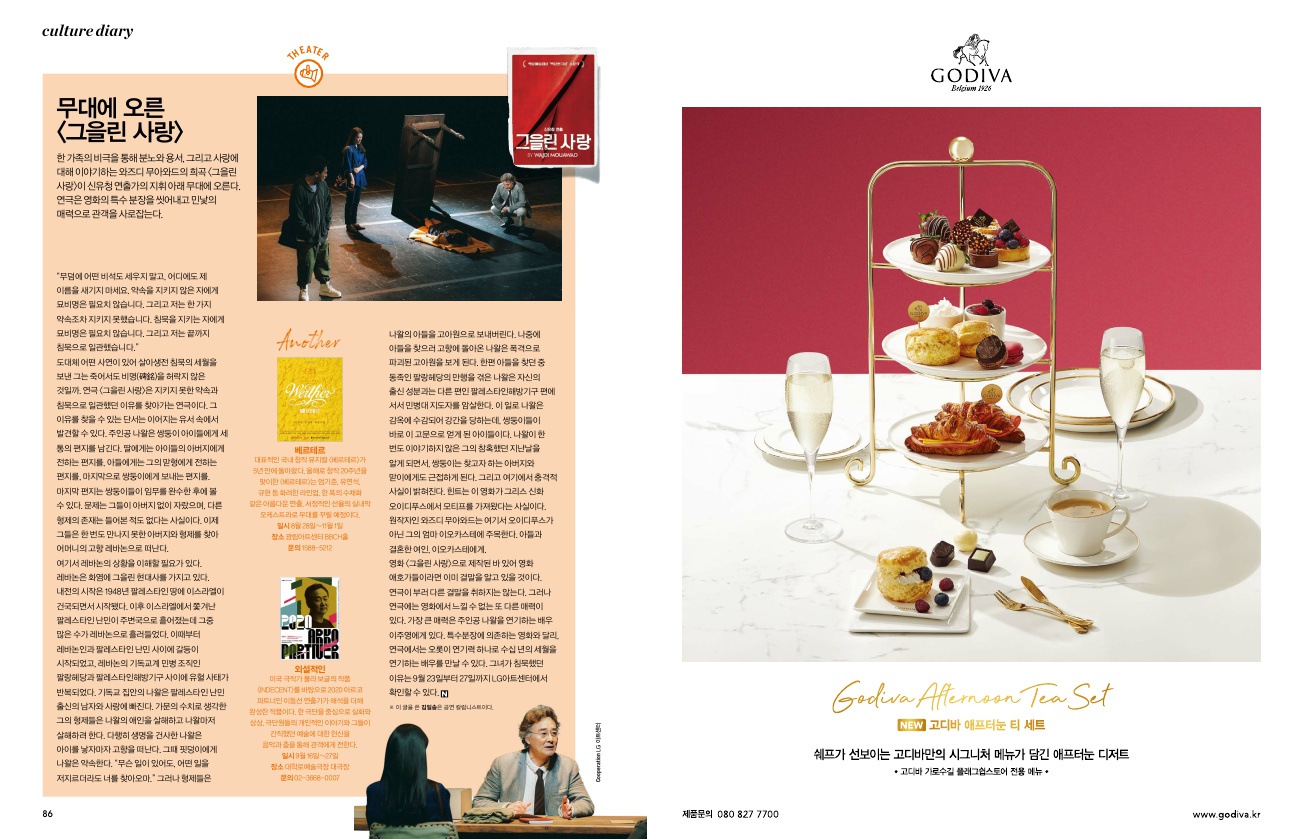 culture diary
THEATER
무대에 오른
〈그을린 사랑〉
한 가족의 비극을 통해 분노와 용서, 그리고 사랑에
대해 이야기하는 와즈디 무아와드의 희곡 〈그을린
사랑〉이 신유청 연출가의 지휘 아래 무대에 오른다.
연극은 영화의 특수 분장을 씻어내고 민낯의
매력으로 관객을 사로잡는다.
신유청 연출
그을린 사랑
BY WAJDI MOUAWAD
“무덤에 어떤 비석도 세우지 말고, 어디에도 제
이름을 새기지 마세요. 약속을 지키지 않은 자에게
묘비명은 필요치 않습니다. 그리고 저는 한 가지
약속조차 지키지 못했습니다. 침묵을 지키는 자에게
묘비명은 필요치 않습니다. 그리고 저는 끝까지
침묵으로 일관했습니다.”
도대체 어떤 사연이 있어 살아생전 침묵의 세월을
보낸 그는 죽어서도 비명(碑銘)을 허락지 않은
것일까. 연극 〈그을린 사랑〉은 지키지 못한 약속과
침묵으로 일관했던 이유를 찾아가는 연극이다. 그
이유를 찾을 수 있는 단서는 이어지는 유서 속에서
발견할 수 있다. 주인공 나왈은 쌍둥이 아이들에게 세
통의 편지를 남긴다. 딸에게는 아이들의 아버지에게
전하는 편지를, 아들에게는 그의 맏형에게 전하는
편지를, 마지막으로 쌍둥이에게 보내는 편지를.
마지막 편지는 쌍둥이들이 임무를 완수한 후에 볼
수 있다. 문제는 그들이 아버지 없이 자랐으며, 다른
형제의 존재는 들어본 적도 없다는 사실이다. 이제
그들은 한 번도 만나지 못한 아버지와 형제를 찾아
어머니의 고향 레바논으로 떠난다.
여기서 레바논의 상황을 이해할 필요가 있다.
레바논은 화염에 그을린 현대사를 가지고 있다.
내전의 시작은 1948년 팔레스타인 땅에 이스라엘이
건국되면서 시작됐다. 이후 이스라엘에서 쫓겨난
팔레스타인 난민이 주변국으로 흩어졌는데 그중
많은 수가 레바논으로 흘러들었다. 이때부터
레바논인과 팔레스타인 난민 사이에 갈등이
시작되었고, 레바논의 기독교계 민병 조직인
팔랑헤당과 팔레스타인해방기구 사이에 유혈 사태가
반복되었다. 기독교 집안의 나왈은 팔레스타인 난민
출신의 남자와 사랑에 빠진다. 가문의 수치로 생각한
그의 형제들은 나왈의 애인을 살해하고 나왈마저
살해하려 한다. 다행히 생명을 건사한 나왈은
아이를 낳자마자 고향을 떠난다. 그때 핏덩이에게
나왈은 약속한다. “무슨 일이 있어도, 어떤 일을
저지르더라도 너를 찾아오마.” 그러나 형제들은
Another
Werther
베르테르
대표적인 국내 창작 뮤지컬 〈베르테르〉가
5년 만에 돌아왔다. 올해로 창작 20주년을
맞이한 〈베르테르〉는 엄기준, 유연석,
규현 등 화려한 라인업, 한 폭의 수채화
같은 아름다운 연출, 서정적인 선율의 실내악
오케스트라로 무대를 꾸릴 예정이다.
일시 8월 28일~11월 1일
장소 광림아트센터 BBCH홀
문의 1588-5212
2020
ARKO
PARTNER
외설적인
미국 극작가 폴라 보글의 작품
〈INDECENT〉를 바탕으로 2020 아르코
파트너인 이동선 연출가가 해석을 더해
완성한 작품이다. 한 극단을 중심으로 실화와
상상, 극단원들의 개인적인 이야기와 그들이
간직했던 예술에 대한 헌신을
음악과 춤을 통해 관객에게 전한다.
일시 9월 16일~27일
장소 대학로예술극장 대극장
문의 02-3668-0007
나왈의 아들을 고아원으로 보내버린다. 나중에
아들을 찾으러 고향에 돌아온 나왈은 폭격으로
파괴된 고아원을 보게 된다. 한편 아들을 찾던 중
동족인 팔랑헤당의 만행을 겪은 나왈은 자신의
출신 성분과는 다른 편인 팔레스타인해방기구 편에
서서 민병대 지도자를 암살한다. 이 일로 나왈은
감옥에 수감되어 강간을 당하는데, 쌍둥이들이
바로 이 고문으로 얻게 된 아이들이다. 나왈이 한
번도 이야기하지 않은 그의 참혹했던 지난날을
알게 되면서, 쌍둥이는 찾고자 하는 아버지와
맏이에게도 근접하게 된다. 그리고 여기에서 충격적
사실이 밝혀진다. 힌트는 이 영화가 그리스 신화
오이디푸스에서 모티프를 가져왔다는 사실이다.
원작자인 와즈디 무아와드는 여기서 오이디푸스가
아닌 그의 엄마 이오카스테에 주목한다. 아들과
결혼한 여인, 이오카스테에게.
영화 〈그을린 사랑〉으로 제작된 바 있어 영화
애호가들이라면 이미 결말을 알고 있을 것이다.
연극이 부러 다른 결말을 취하지는 않는다. 그러나
연극에는 영화에서 느낄 수 없는 또 다른 매력이
있다. 가장 큰 매력은 주인공 나왈을 연기하는 배우
이주영에게 있다. 특수분장에 의존하는 영화와 달리,
연극에서는 오롯이 연기력 하나로 수십 년의 세월을
연기하는 배우를 만날 수 있다. 그녀가 침묵했던
이유는 9월 23일부터 27일까지 LG아트센터에서
확인할 수 있다. N
※ 이 글을 쓴 김일송은 공연 칼럼니스트이다.
Cooperation LG 아트센터
86
GODIVA
Belgium 1926
Godiva Afternoon Tea Set
NEW 고디바 애프터눈 티 세트
쉐프가 선보이는 고디바만의 시그니처 메뉴가 담긴 애프터눈 디저트
• 고디바 가로수길 플래그쉽스토어 전용 메뉴 •
제품문의 080 827 7700
www.godiva.kr